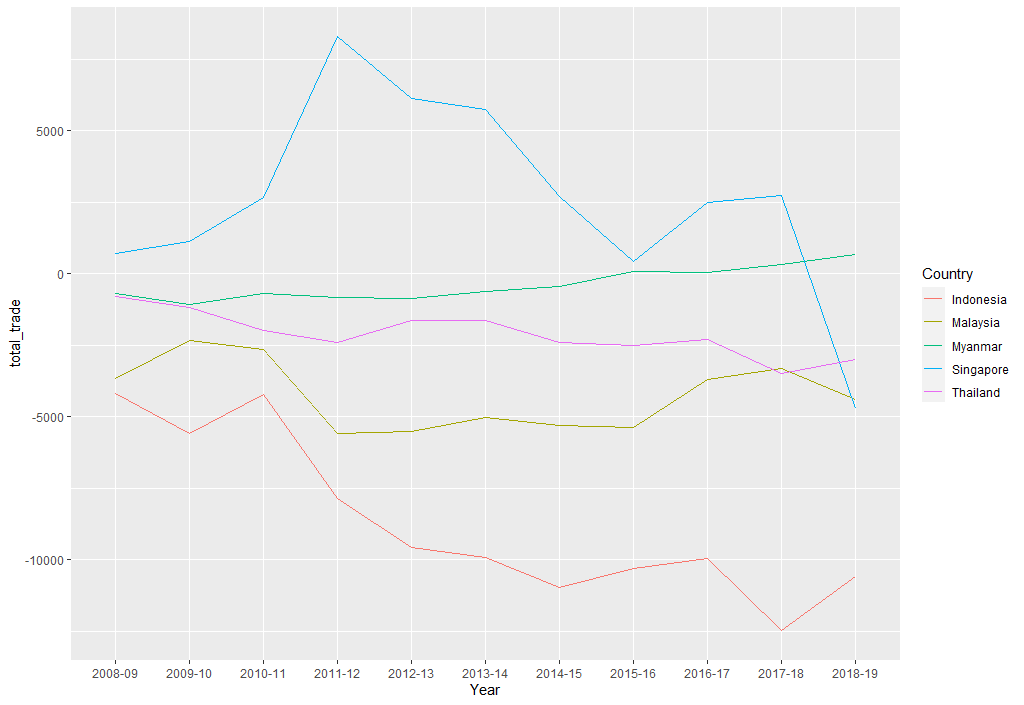 5000
0
-5000
-10000
total_trade
2008-09 2009-10 2010-11 2011-12 2012-13 2013-14 2014-15 2015-16 2016-17 2017-18 2018-19
Year
Country
Indonesia
Malaysia
Myanmar
Singapore
Thailand